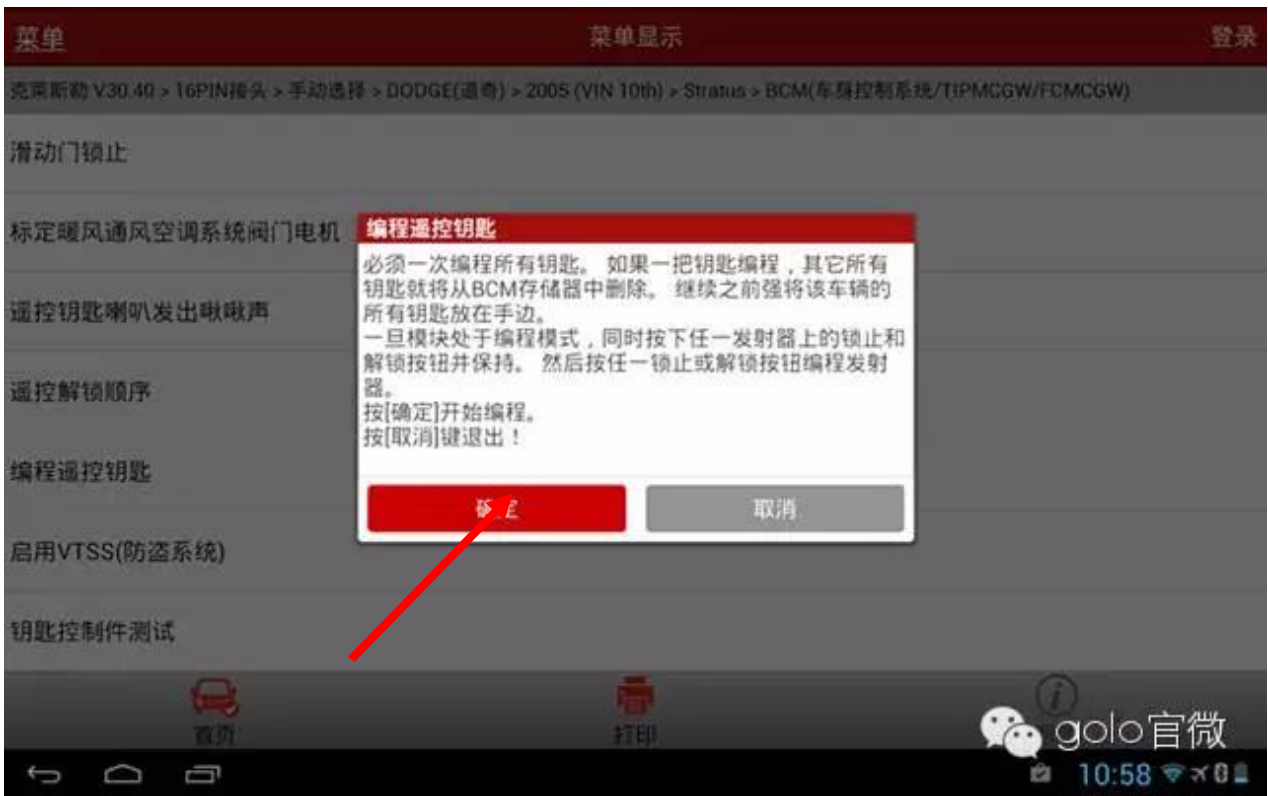 菜单 菜单显示 登录
克莱斯勒 V30.40 > 16PIN接头 > 手动选择 > DODGE(道奇) > 2005 (VIN 10th) > Stratus > BCM(车身控制系统/TIPMCGW/FCMCGW)
滑动门锁止
标定暖风通风空调系统阀门电机
遥控钥匙喇叭发出啾啾声
遥控解锁顺序
编程遥控钥匙
启用VTSS(防盗系统)
钥匙控制件测试
编程遥控钥匙
必须一次编程所有钥匙。 如果一把钥匙编程，其它所有
钥匙就将从BCM存储器中删除。 继续之前强将该车辆的
所有钥匙放在手边。
一旦模块处于编程模式，同时按下任一发射器上的锁止和
解锁按钮并保持。 然后按任一锁止或解锁按钮编程发射
器。
按[确定]开始编程。
按[取消]键退出！
确定 取消
首页 打印
golo官微
10:58